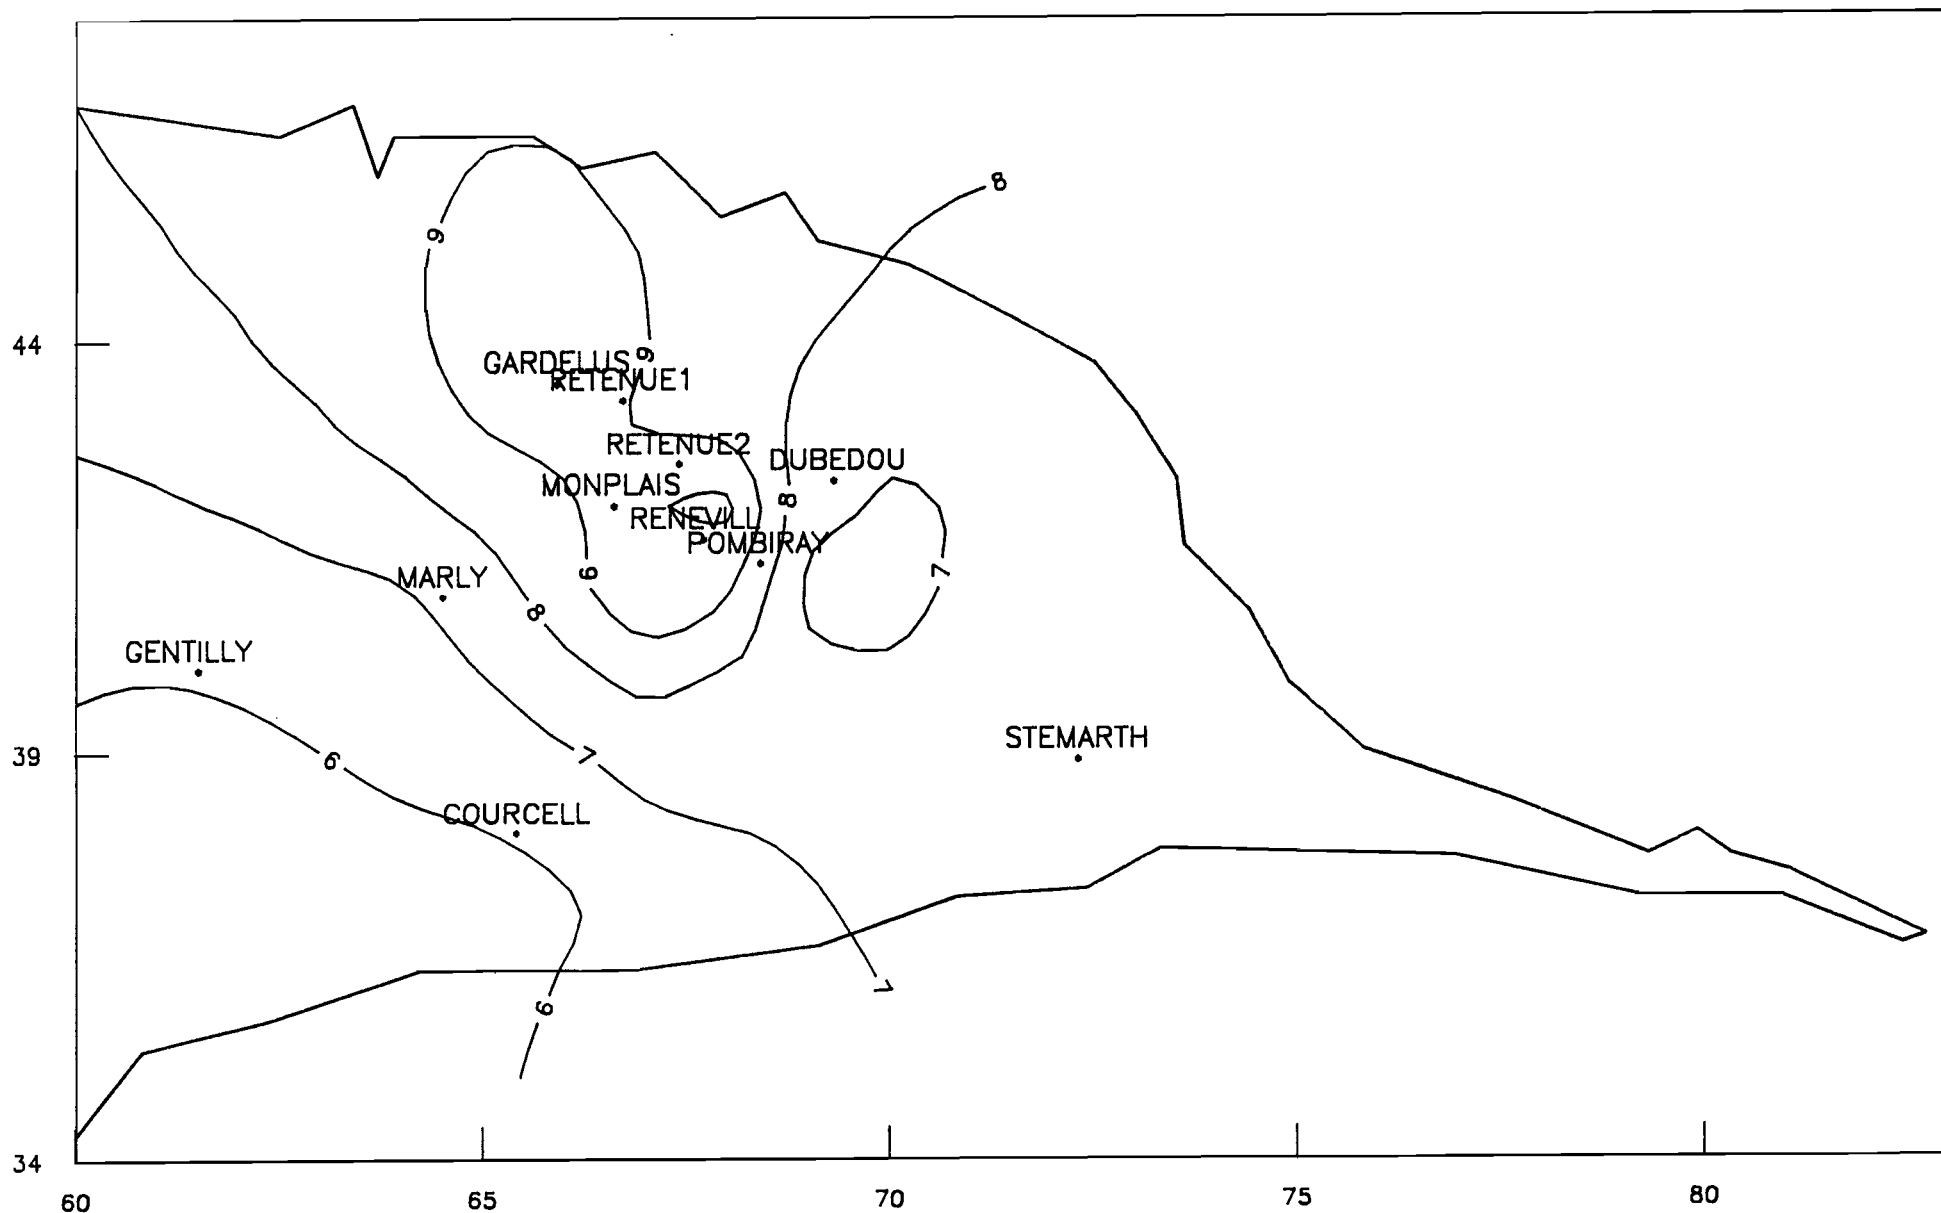 8
9
44
9
GARDELUS
RETENUE1
RETENUE2
DUBEDOU
MONPLAIS
8
RENEVILL
POMBIRAY
9
7
MARLY
8
GENTILLY
STEMARTH
39
6
7
COURCELL
7
6
34
60
65
70
75
80